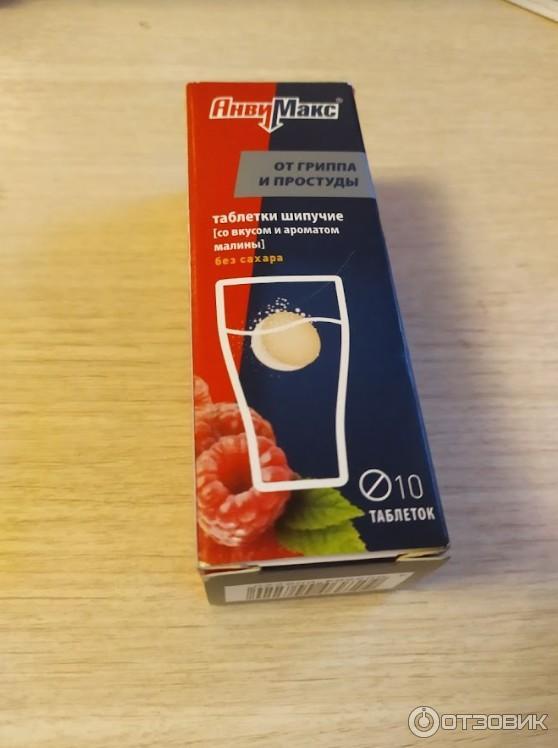 АнвиМакс®
ОТ ГРИППА
И ПРОСТУДЫ
таблетки шипучие
[со вкусом и ароматом
малины]
без сахара
10
ТАБЛЕТОК
ОТЗОВИК